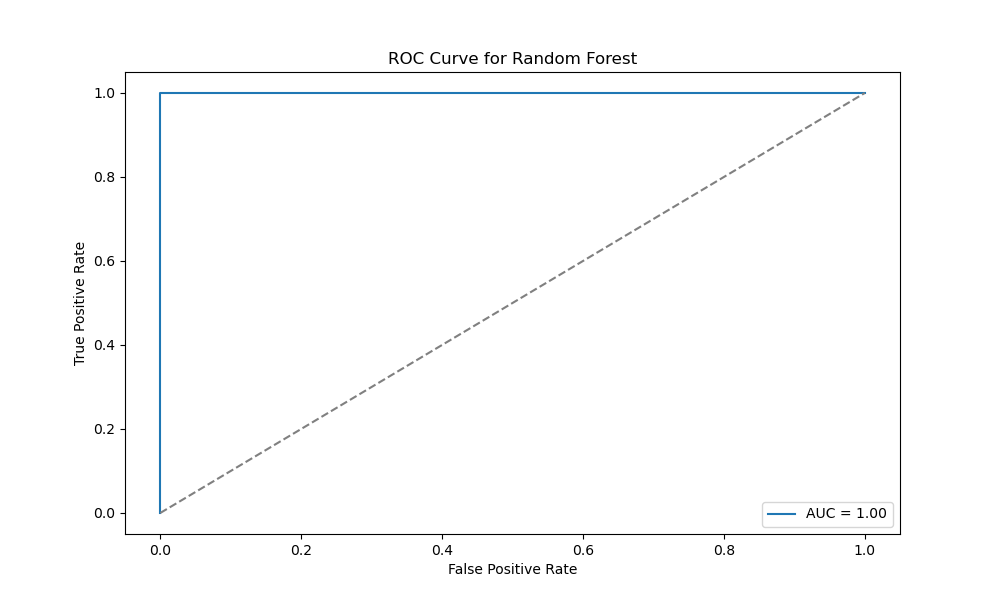 ROC Curve for Random Forest
True Positive Rate
1.0
0.8
0.6
0.4
0.2
0.0
AUC = 1.00
0.0 0.2 0.4 0.6 0.8 1.0
False Positive Rate